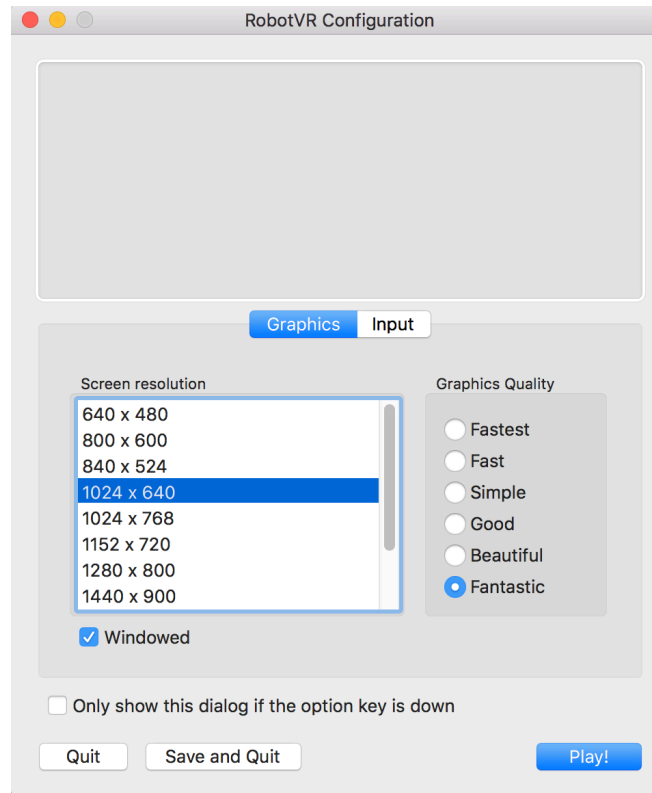 RobotVR Configuration
Graphics Input
Screen resolution
640 x 480
800 x 600
840 x 524
1024 x 640
1024 x 768
1152 x 720
1280 x 800
1440 x 900
Windowed
Graphics Quality
Fastest
Fast
Simple
Good
Beautiful
Fantastic
Only show this dialog if the option key is down
Quit Save and Quit Play!